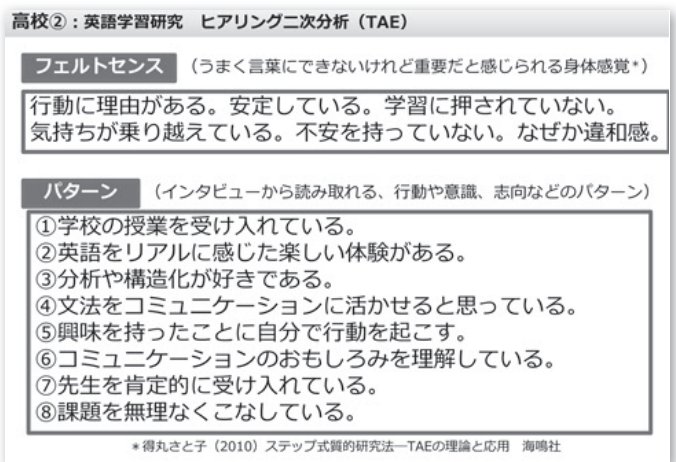 高校②：英語学習研究　ヒアリング二次分析（TAE）
フェルトセンス　（うまく言葉にできないけれど重要だと感じられる身体感覚*）
行動に理由がある。安定している。学習に押されていない。
気持ちが乗り越えている。不安を持っていない。なぜか違和感。
パターン　（インタビューから読み取れる、行動や意識、志向などのパターン）
①学校の授業を受け入れている。
②英語をリアルに感じた楽しい体験がある。
③分析や構造化が好きである。
④文法をコミュニケーションに活かせると思っている。
⑤興味を持ったことに自分で行動を起こす。
⑥コミュニケーションのおもしろみを理解している。
⑦先生を肯定的に受け入れている。
⑧課題を無理なくこなしている。
*得丸さと子（2010）ステップ式質的研究法―TAEの理論と応用　海鳴社